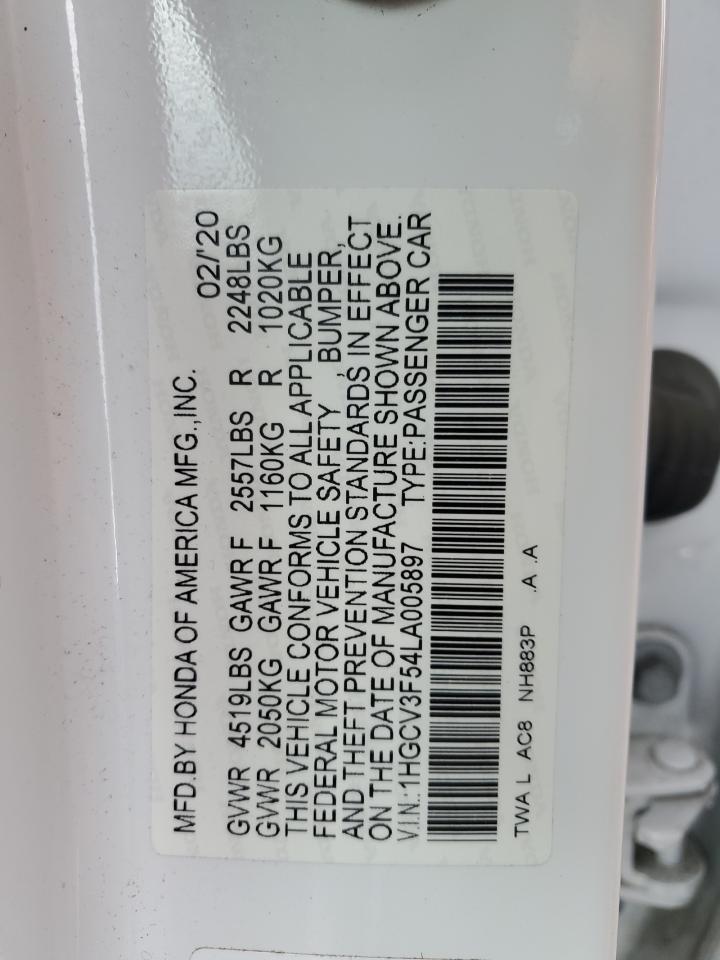 MFD.BY HONDA OF AMERICA MFG.,INC. 02/'20
GVWR 4519LBS GAWR F 2557LBS R 2248LBS
GVWR 2050KG GAWR F 1160KG R 1020KG
THIS VEHICLE CONFORMS TO ALL APPLICABLE
FEDERAL MOTOR VEHICLE SAFETY , BUMPER,
AND THEFT PREVENTION STANDARDS IN EFFECT
ON THE DATE OF MANUFACTURE SHOWN ABOVE.
V.I.N.:1HGCV3F54LA005897 TYPE:PASSENGER CAR
TWA L AC8 NH883P .A .A